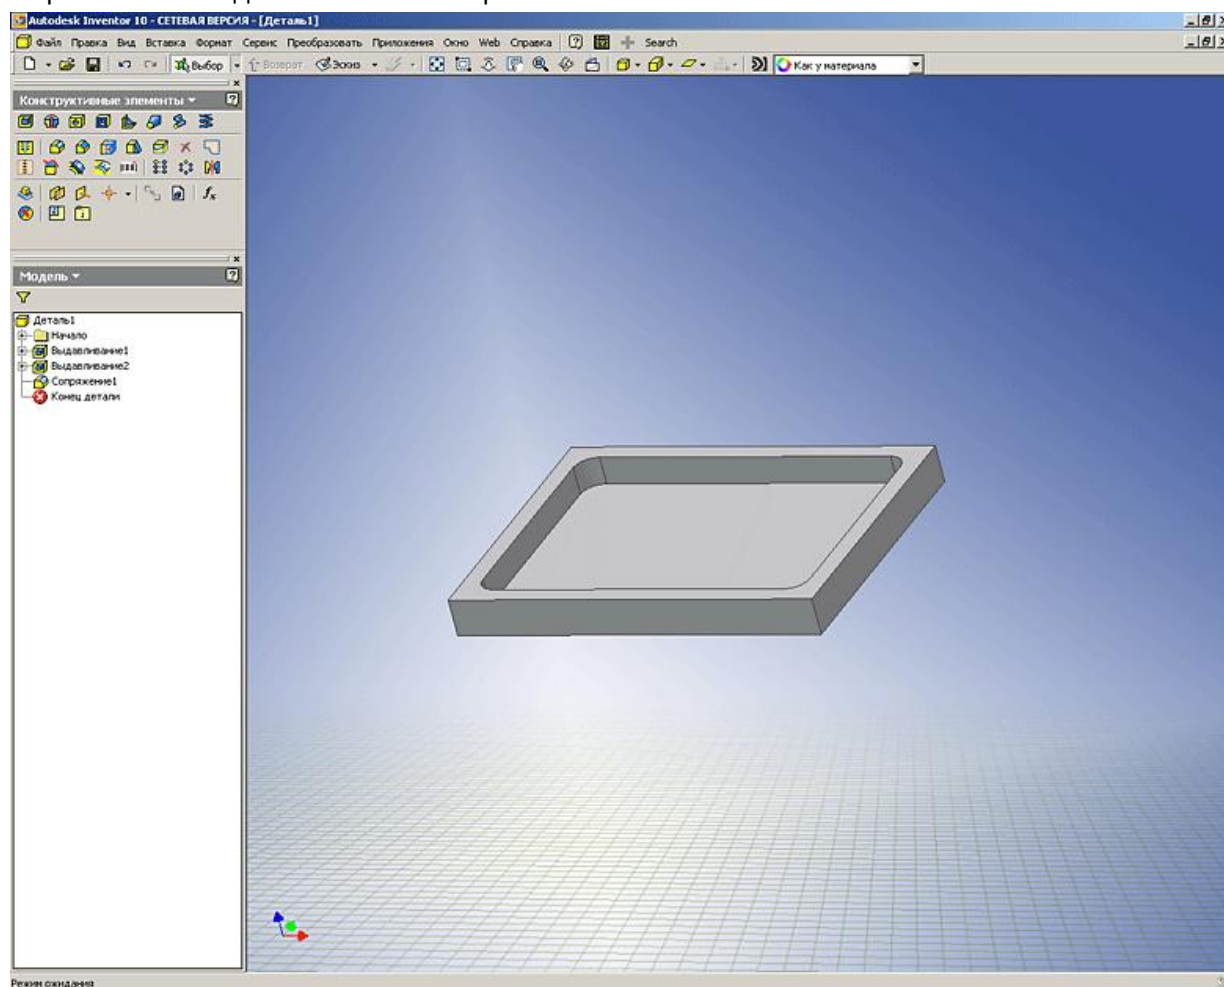 Autodesk Inventor 10 - СЕТЕВАЯ ВЕРСИЯ - [Деталь1]
Файл Правка Вид Вставка Формат Сервис Преобразовать Приложения Окно Web Справка Search
Выбор Возврат Эскиз Как у материала
Конструктивные элементы
Модель
Деталь1
Начало
Выдавливание1
Выдавливание2
Сопряжение1
Конец детали
Режим ожидания